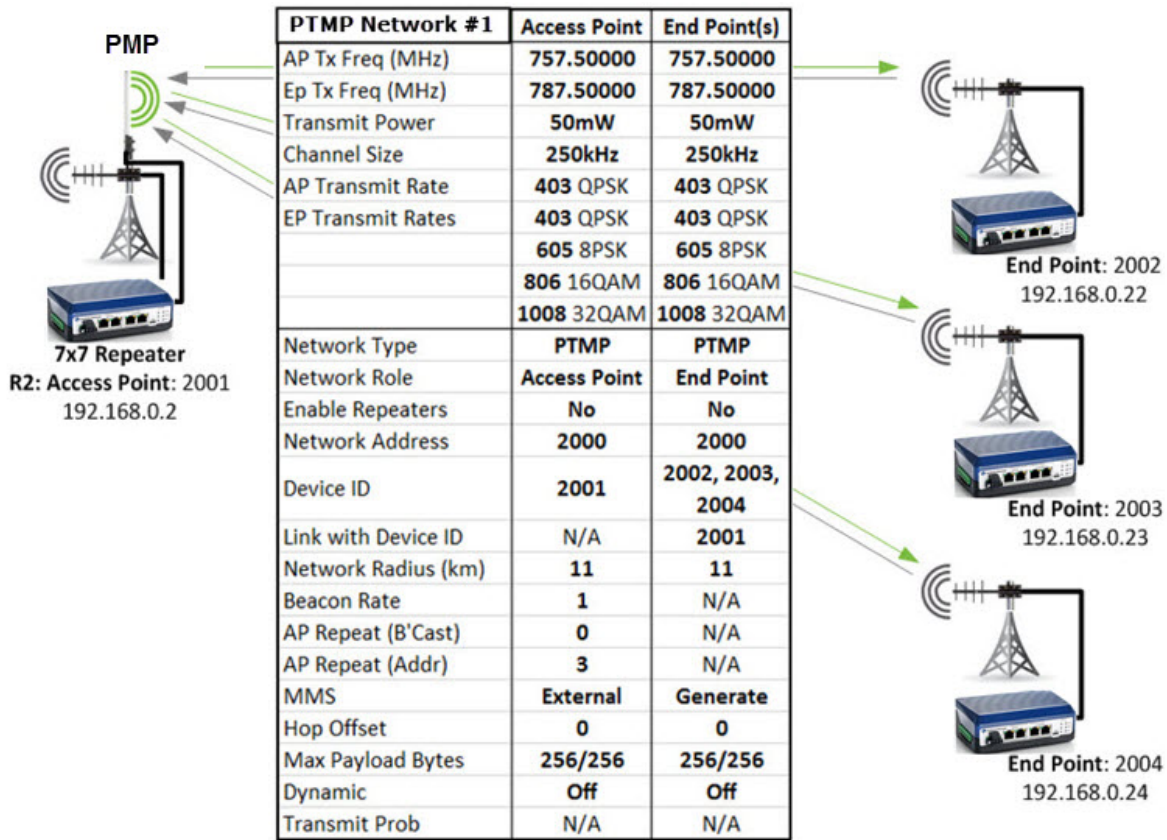 PMP
7x7 Repeater
R2: Access Point: 2001
192.168.0.2
PTMP Network #1 Access Point End Point(s)
AP Tx Freq (MHz) 757.50000 757.50000
Ep Tx Freq (MHz) 787.50000 787.50000
Transmit Power 50mW 50mW
Channel Size 250kHz 250kHz
AP Transmit Rate 403 QPSK 403 QPSK
EP Transmit Rates 403 QPSK 403 QPSK
605 8PSK 605 8PSK
806 16QAM 806 16QAM
1008 32QAM 1008 32QAM
Network Type PTMP PTMP
Network Role Access Point End Point
Enable Repeaters No No
Network Address 2000 2000
Device ID 2001 2002, 2003,
2004
Link with Device ID N/A 2001
Network Radius (km) 11 11
Beacon Rate 1 N/A
AP Repeat (B'Cast) 0 N/A
AP Repeat (Addr) 3 N/A
MMS External Generate
Hop Offset 0 0
Max Payload Bytes 256/256 256/256
Dynamic Off Off
Transmit Prob N/A N/A
End Point: 2002
192.168.0.22
End Point: 2003
192.168.0.23
End Point: 2004
192.168.0.24